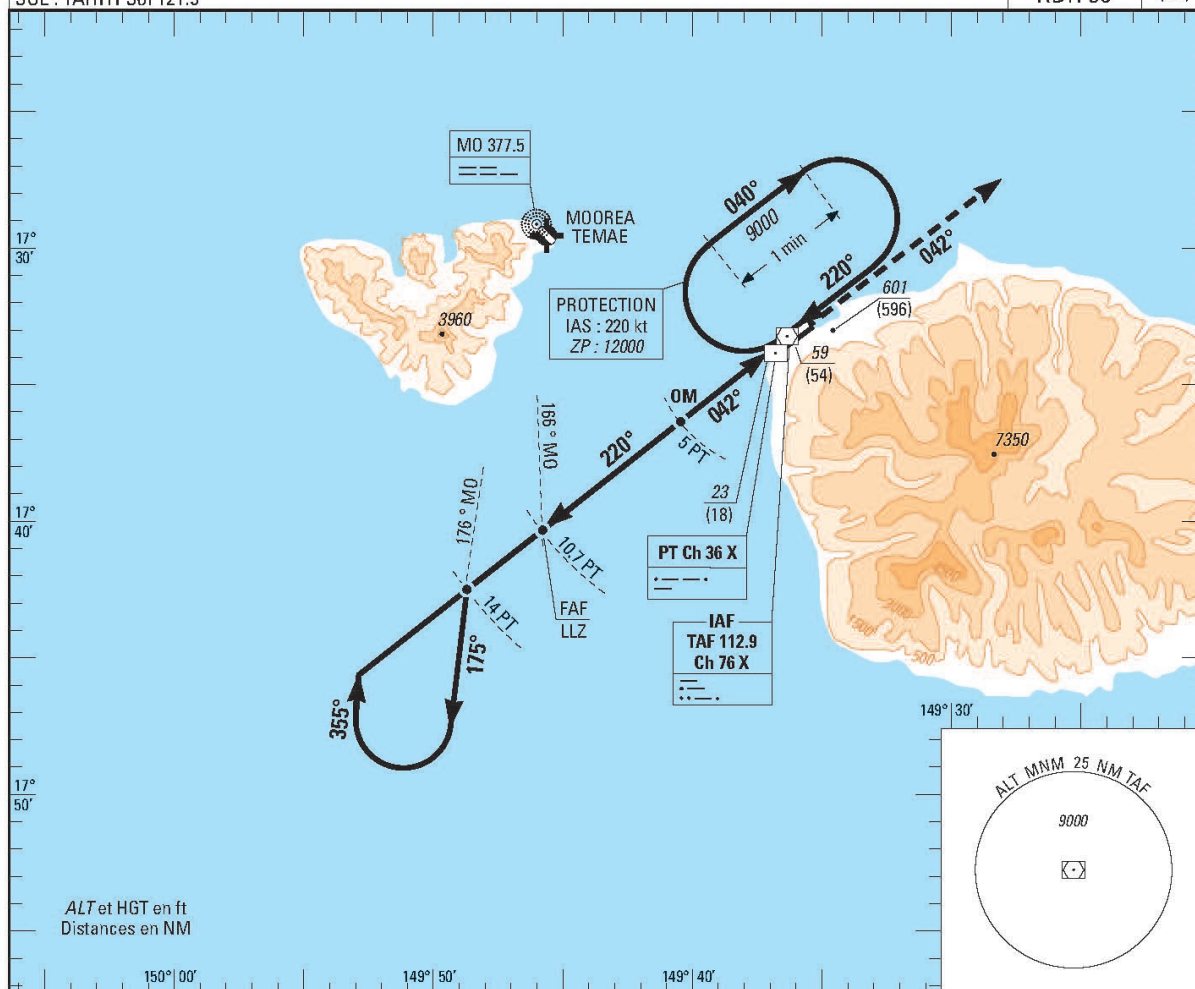 MO 377.5
MOOREA
TEMAE
040°
9000
1 min
220°
042°
17°
30'
PROTECTION
IAS : 220 kt
ZP : 12000
601
(596)
3960
59
(54)
OM
042°
166° MO
220°
5 PT
7350
176° MO
23
(18)
17°
40'
10.7 PT
PT Ch 36 X
14 PT
FAF
LLZ
175°
IAF
TAF 112.9
Ch 76 X
1500
500
355°
149° 30'
17°
50'
ALT MNM 25 NM TAF
9000
ALT et HGT en ft
Distances en NM
150° 00'
149° 50'
149° 40'